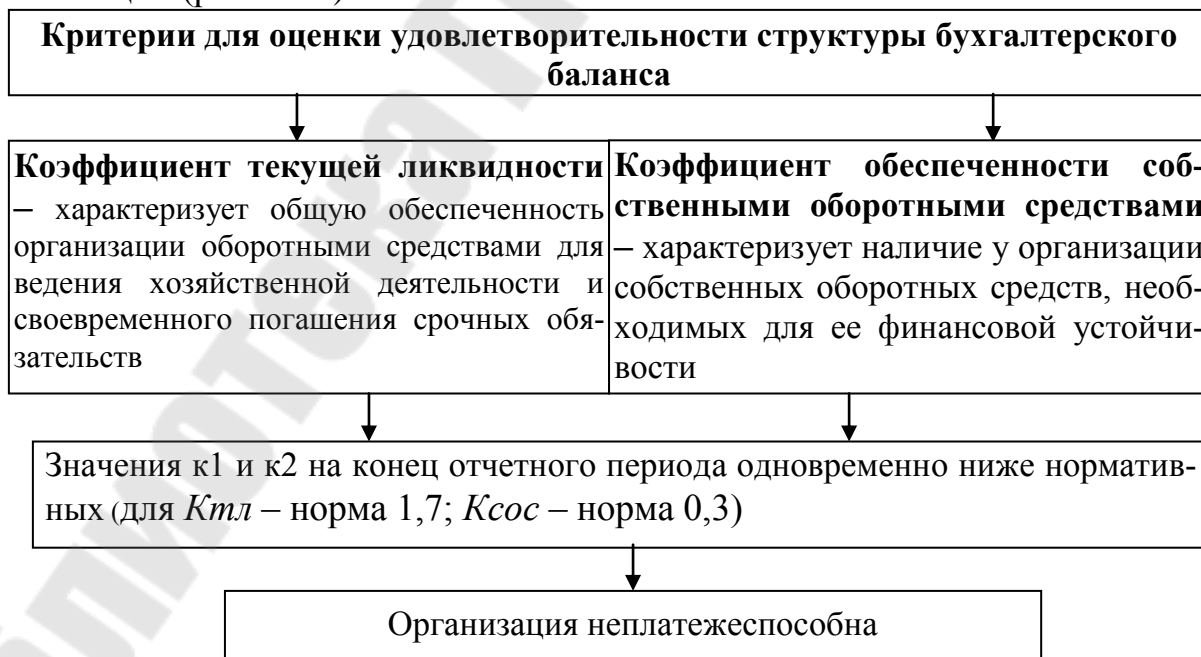 Критерии для оценки удовлетворительности структуры бухгалтерского
баланса
Коэффициент текущей ликвидности
– характеризует общую обеспеченность
организации оборотными средствами для
ведения хозяйственной деятельности и
своевременного погашения срочных обя-
зательств
Коэффициент обеспеченности соб-
ственными оборотными средствами
– характеризует наличие у организации
собственных оборотных средств, необ-
ходимых для ее финансовой устойчи-
вости
Значения к1 и к2 на конец отчетного периода одновременно ниже норматив-
ных (для Ктл – норма 1,7; Ксос – норма 0,3)
Организация неплатежеспособна